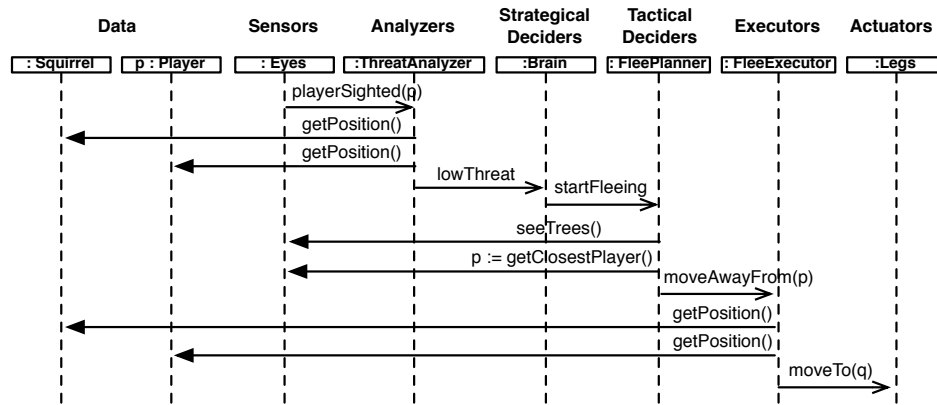 Data
Sensors
Analyzers
Strategical
Deciders
Tactical
Deciders
Executors
Actuators
: Squirrel
p : Player
: Eyes
:ThreatAnalyzer
:Brain
: FleePlanner
: FleeExecutor
:Legs
playerSighted(p)
getPosition()
getPosition()
lowThreat
startFleeing
seeTrees()
p := getClosestPlayer()
moveAwayFrom(p)
getPosition()
getPosition()
moveTo(q)